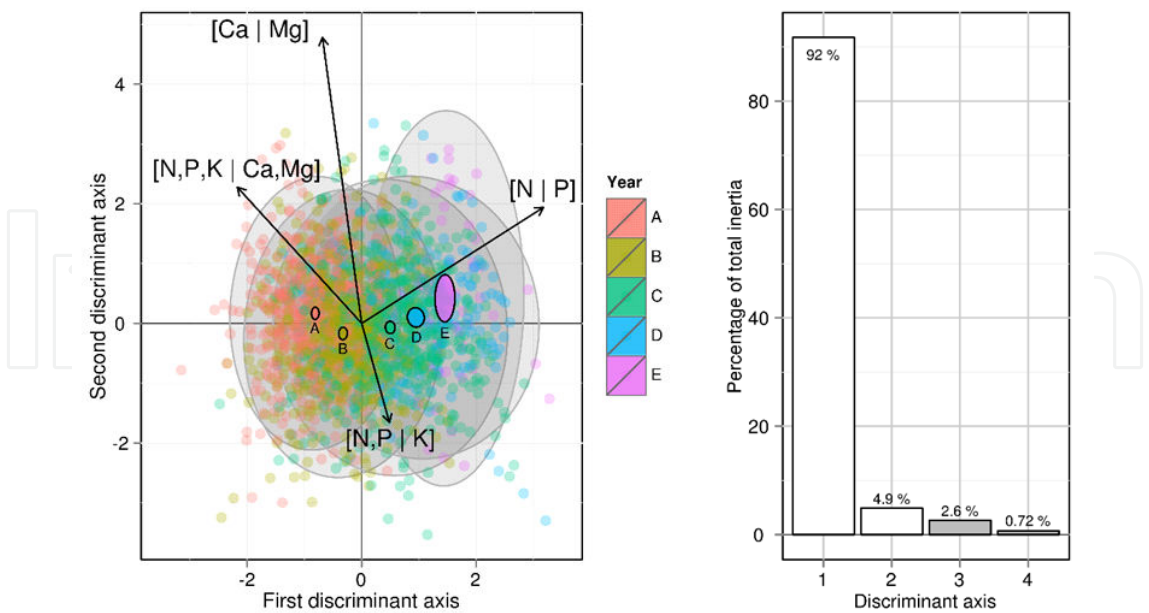 [Ca | Mg]
[N,P,K | Ca,Mg]
[N | P]
[N,P | K]
A
B
C
D
E
4
2
0
-2
Second discriminant axis
-2
0
2
First discriminant axis
Year
A
B
C
D
E
92 %
4.9 %
2.6 %
0.72 %
80
60
40
20
0
Percentage of total inertia
1
2
3
4
Discriminant axis